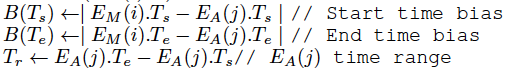 B(T_s) ←| E_M(i).T_s − E_A(j).T_s | // Start time bias
B(T_e) ←| E_M(i).T_e − E_A(j).T_e | // End time bias
T_r ← E_A(j).T_e − E_A(j).T_s// E_A(j) time range